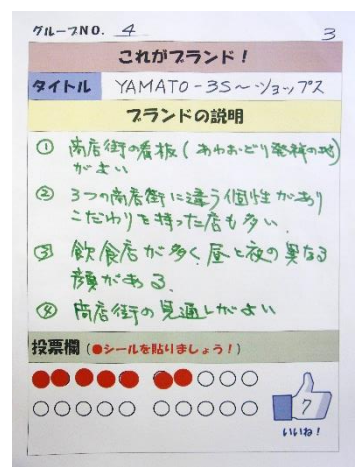 グループNO. 4
3
これがブランド！
タイトル YAMATO-3S～ショップス
ブランドの説明
① 商店街の看板(あわおどり発祥の地)
がよい
② 3つの商店街に違う個性があり
こだわりを持った店も多い.
③ 飲食店が多く、昼と夜の異なる
顔がある.
④ 商店街の見通しがよい
投票欄(●シールを貼りましょう！)
7
いいね!